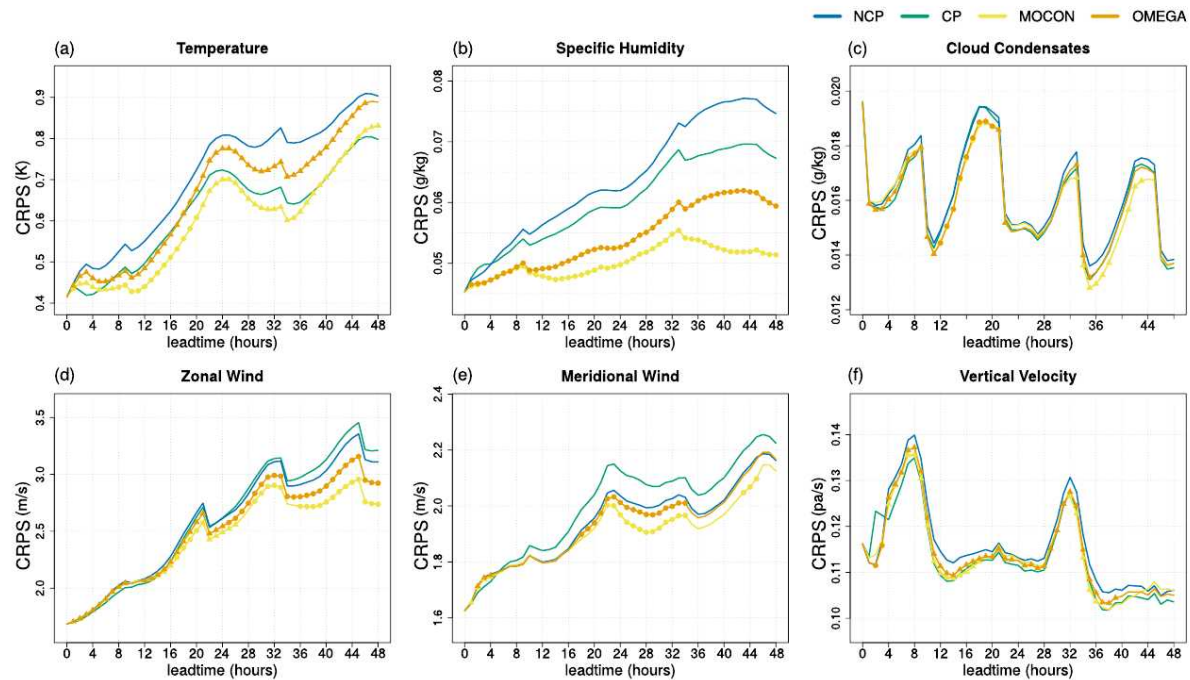 NCP CP MOCON OMEGA
(a) Temperature
(b) Specific Humidity
(c) Cloud Condensates
CRPS (K)
0.4 0.5 0.6 0.7 0.8 0.9
0 4 8 12 16 20 24 28 32 36 40 44 48
leadtime (hours)
CRPS (g/kg)
0.05 0.06 0.07 0.08
0 4 8 12 16 20 24 28 32 36 40 44 48
leadtime (hours)
CRPS (g/kg)
0.012 0.014 0.016 0.018 0.020
0 4 8 12 20 28 36 44
leadtime (hours)
(d) Zonal Wind
(e) Meridional Wind
(f) Vertical Velocity
CRPS (m/s)
2.0 2.5 3.0 3.5
0 4 8 12 16 20 24 28 32 36 40 44 48
leadtime (hours)
CRPS (m/s)
1.6 1.8 2.0 2.2 2.4
0 4 8 12 16 20 24 28 32 36 40 44 48
leadtime (hours)
CRPS (pa/s)
0.10 0.11 0.12 0.13 0.14
0 4 8 12 16 20 24 28 32 36 40 44 48
leadtime (hours)